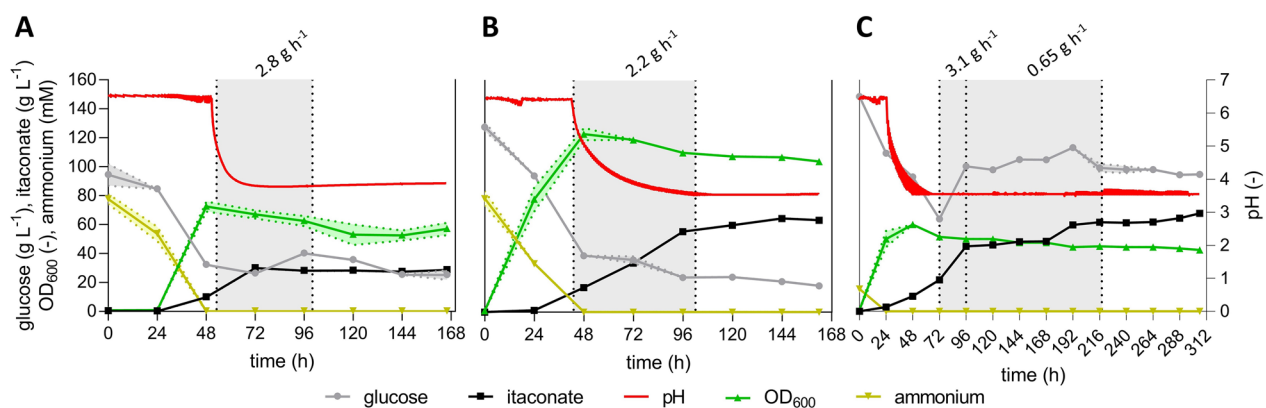 A
B
C
2.8 g h⁻¹
2.2 g h⁻¹
3.1 g h⁻¹
0.65 g h⁻¹
glucose (g L⁻¹), itaconate (g L⁻¹)
OD₆₀₀ (-), ammonium (mM)
160
140
120
100
80
60
40
20
0
0 24 48 72 96 120 144 168
time (h)
0 24 48 72 96 120 144 168
time (h)
0 24 48 72 96 120 144 168 192 216 240 264 288 312
time (h)
7
6
5
4
3
2
1
0
pH (-)
glucose itaconate pH OD₆₀₀ ammonium